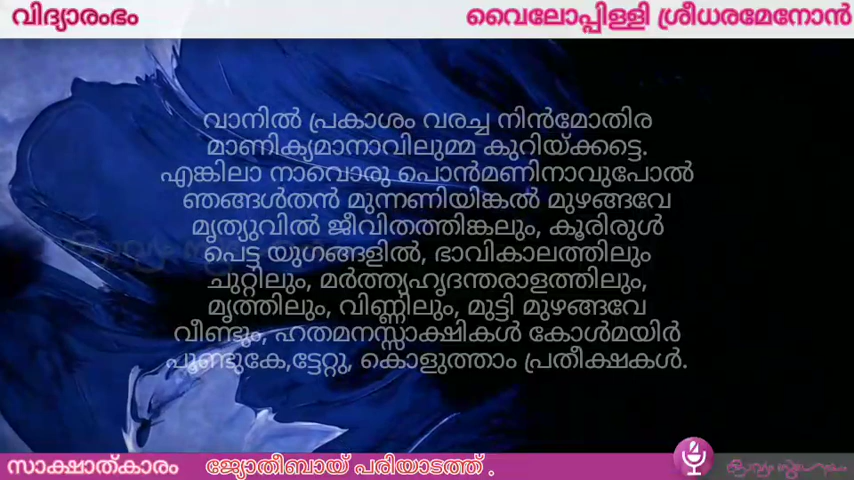 വിദ്യാരംഭം
വൈലോപ്പിള്ളി ശ്രീധരമേനോൻ
വാനിൽ പ്രകാശം വരച്ച നിൻമോതിര
മാണിക്യമാനാവിലുമ്മ കുറിയ്ക്കട്ടെ.
എങ്കിലാ നാവൊരു പൊൻമണിനാവുപോൽ
ഞങ്ങൾതൻ മുന്നണിയിങ്കൽ മുഴങ്ങവേ
മൃത്യുവിൽ ജീവിതത്തിങ്കലും, കൂരിരുൾ
പെട്ട യുഗങ്ങളിൽ, ഭാവികാലത്തിലും
ചുറ്റിലും, മർത്ത്യഹൃദന്തരാളത്തിലും,
മൃത്തിലും, വിണ്ണിലും, മുട്ടി മുഴങ്ങവേ
വീണ്ടും, ഹതമനസ്സാക്ഷികൾ കോൾമയിർ
പൂണ്ടുകേ,ട്ടേറ്റു, കൊളുത്താം പ്രതീക്ഷകൾ.
സാക്ഷാത്കാരം
ജ്യോതീബായ് പരിയാടത്ത് .